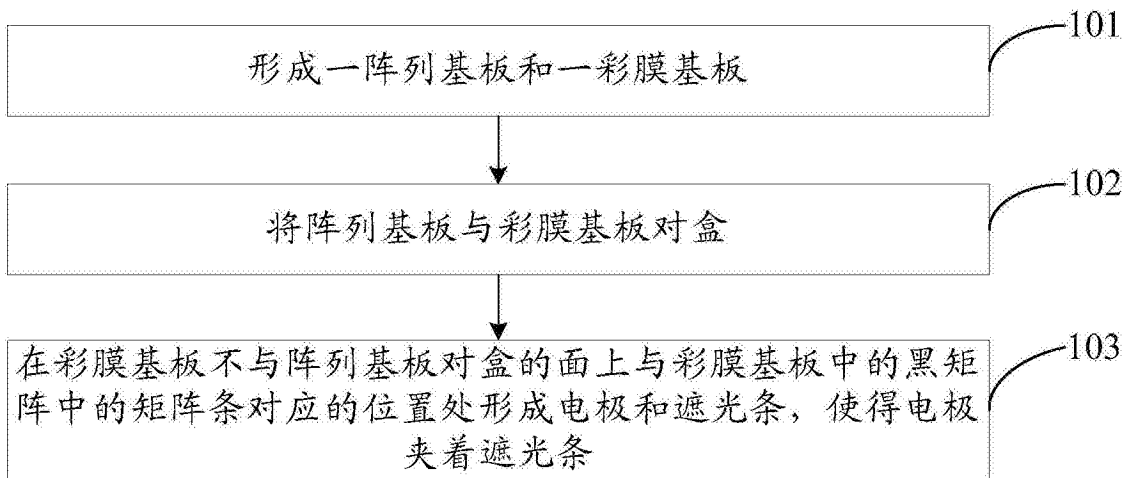 形成一阵列基板和一彩膜基板
101
将阵列基板与彩膜基板对盒
102
在彩膜基板不与阵列基板对盒的面上与彩膜基板中的黑矩
阵中的矩阵条对应的位置处形成电极和遮光条，使得电极
夹着遮光条
103